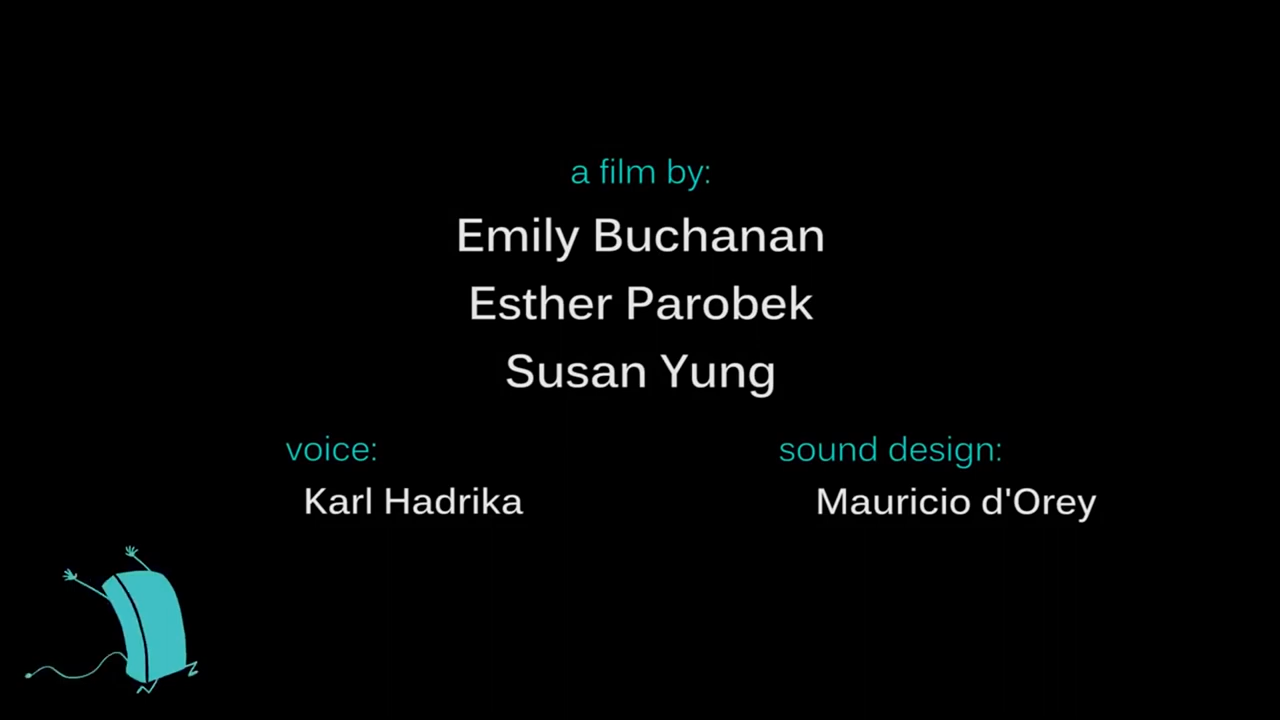 a film by:
Emily Buchanan
Esther Parobek
Susan Yung
voice:
Karl Hadrika
sound design:
Mauricio d'Orey